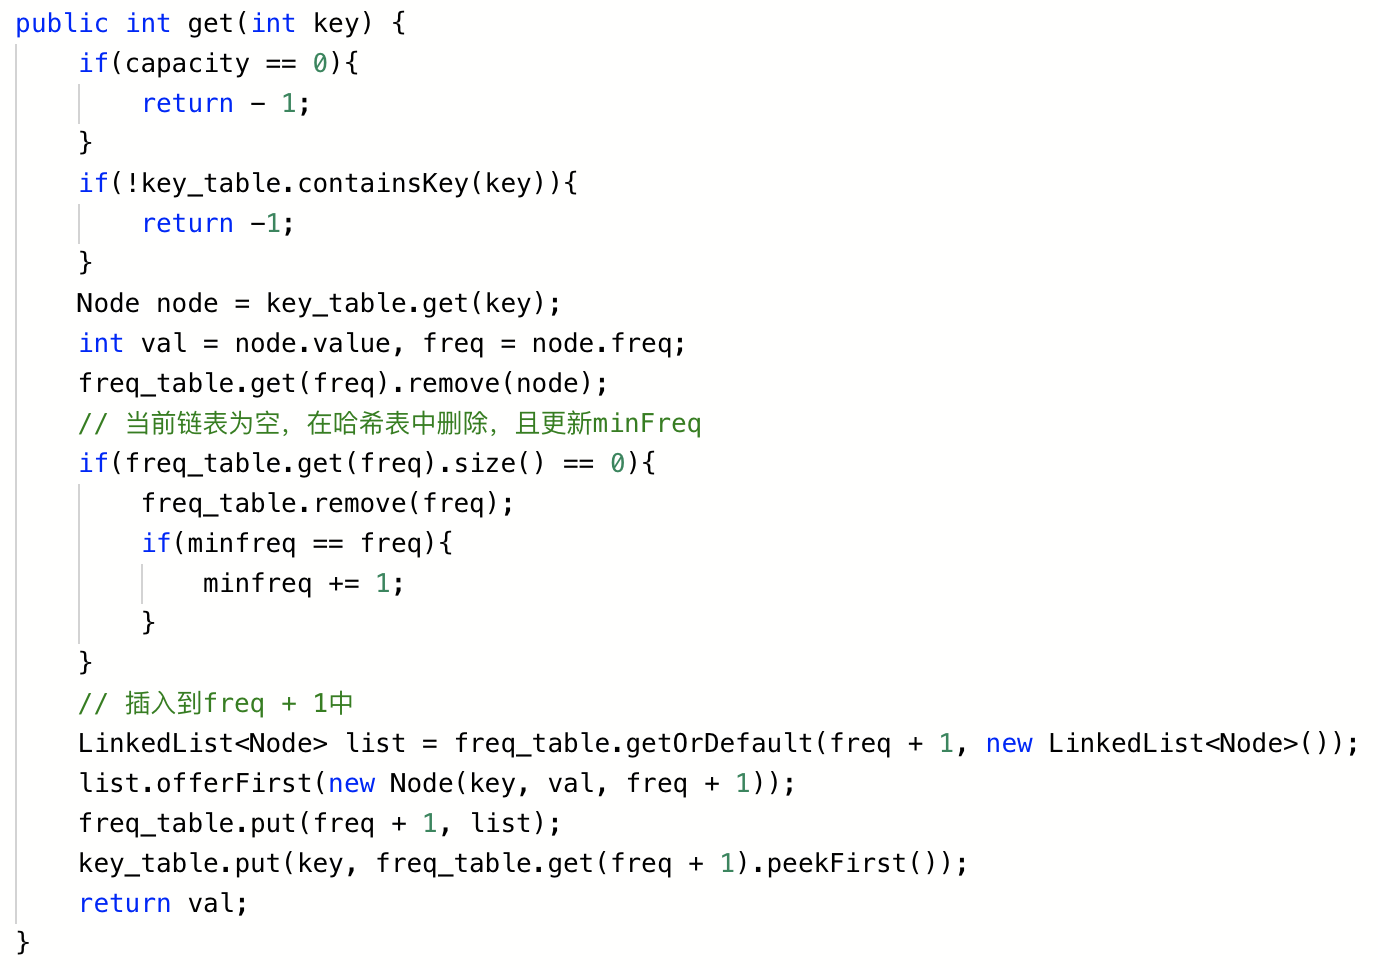 public int get(int key) {
    if(capacity == 0){
        return - 1;
    }
    if(!key_table.containsKey(key)){
        return -1;
    }
    Node node = key_table.get(key);
    int val = node.value, freq = node.freq;
    freq_table.get(freq).remove(node);
    // 当前链表为空，在哈希表中删除，且更新minFreq
    if(freq_table.get(freq).size() == 0){
        freq_table.remove(freq);
        if(minfreq == freq){
            minfreq += 1;
        }
    }
    // 插入到freq + 1中
    LinkedList<Node> list = freq_table.getOrDefault(freq + 1, new LinkedList<Node>());
    list.offerFirst(new Node(key, val, freq + 1));
    freq_table.put(freq + 1, list);
    key_table.put(key, freq_table.get(freq + 1).peekFirst());
    return val;
}